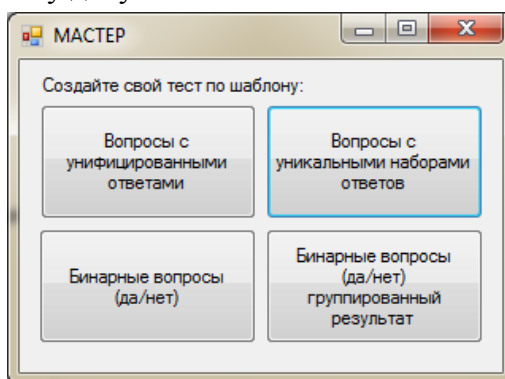 МАСТЕР
Создайте свой тест по шаблону:
Вопросы с
унифицированными
ответами
Вопросы с
уникальными наборами
ответов
Бинарные вопросы
(да/нет)
Бинарные вопросы
(да/нет)
группированный
результат